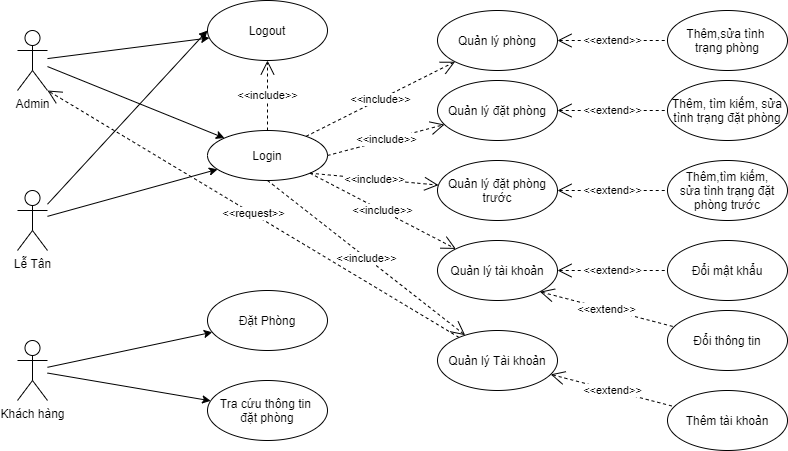 Logout
Quản lý phòng
<<extend>>
Thêm,sửa tình
trạng phòng
Admin
<<include>>
<<include>>
Quản lý đặt phòng
<<extend>>
Thêm, tìm kiếm, sửa
tình trạng đặt phòng
<<include>>
Login
<<include>>
Quản lý đặt phòng
trước
<<extend>>
Thêm,tìm kiếm,
sửa tình trạng đặt
phòng trước
<<request>>
<<include>>
Lễ Tân
<<include>>
Quản lý tài khoản
<<extend>>
Đổi mật khẩu
<<extend>>
Đổi thông tin
Đặt Phòng
Quản lý Tài khoản
<<extend>>
Thêm tài khoản
Khách hàng
Tra cứu thông tin
đặt phòng